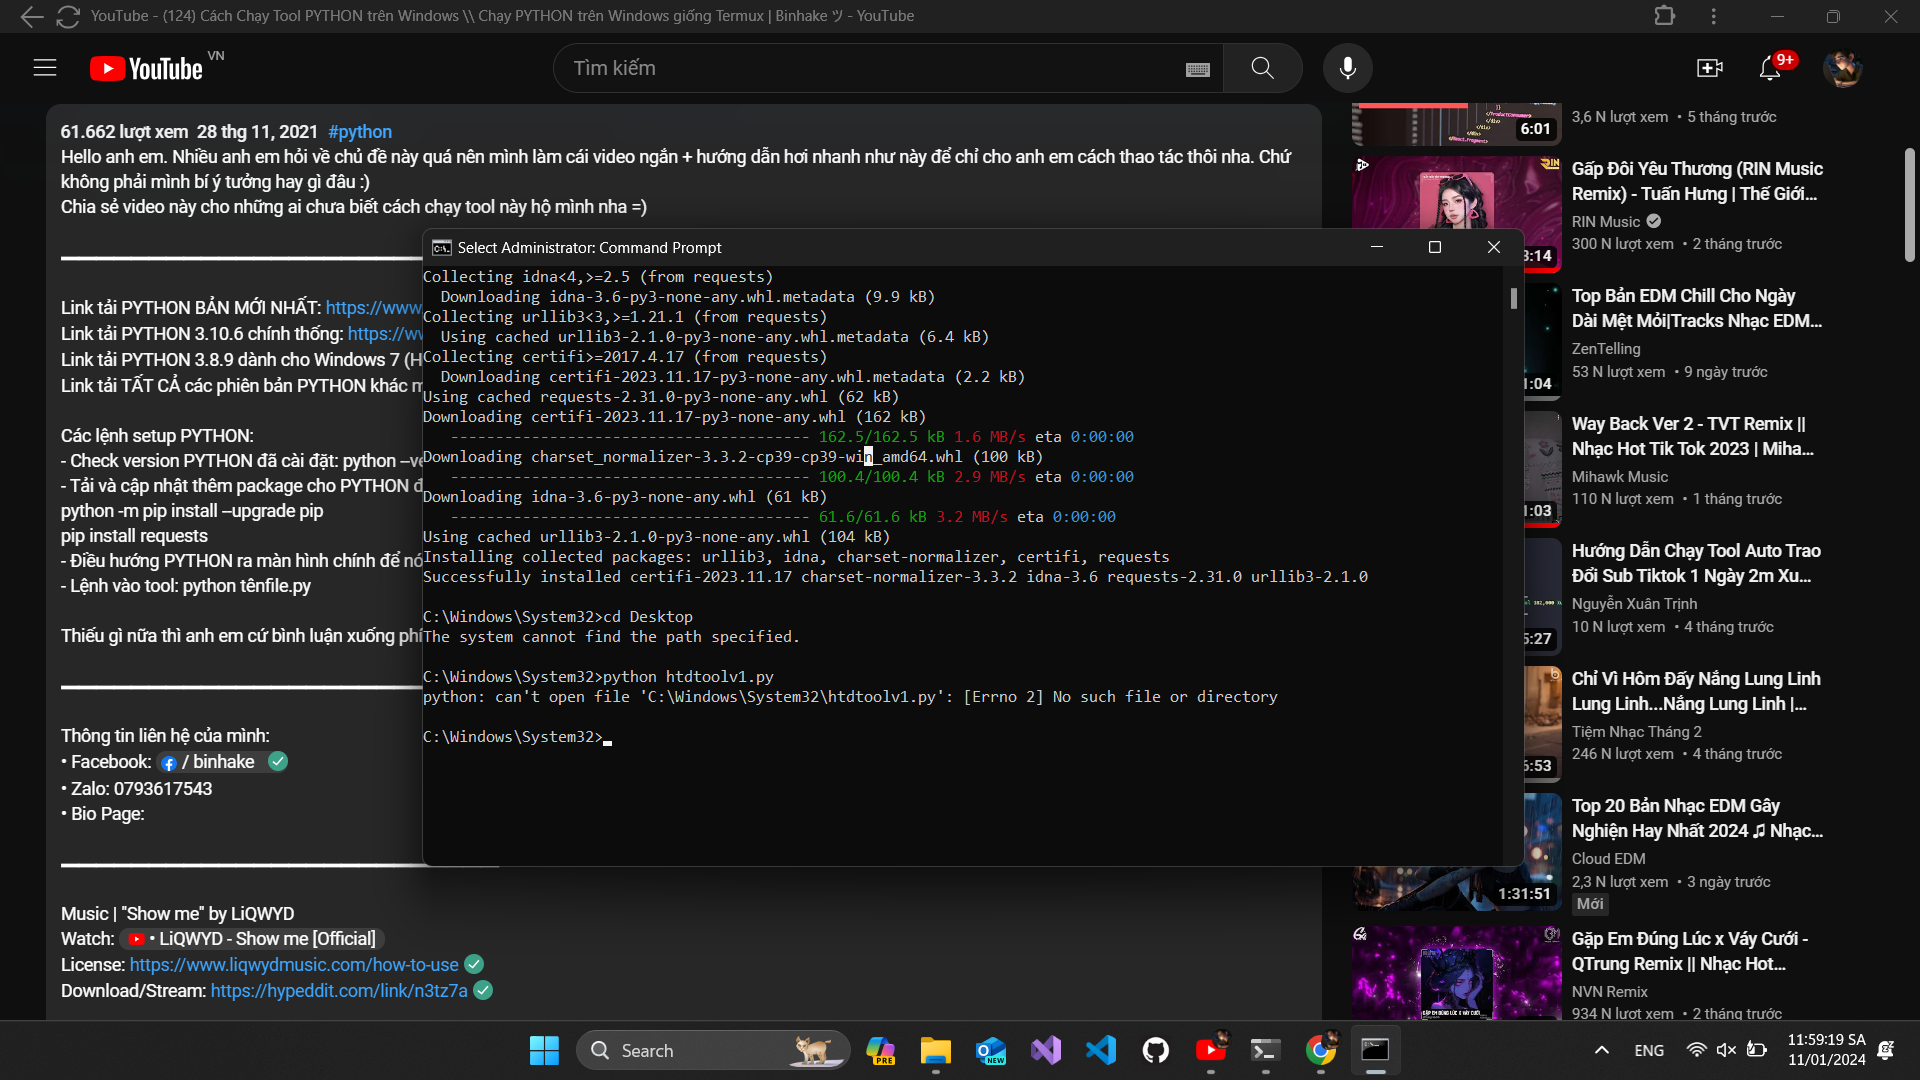 YouTube - (124) Cách Chạy Tool PYTHON trên Windows \\ Chạy PYTHON trên Windows giống Termux | Binhake ツ - YouTube
YouTube VN
Tìm kiếm
9+
61.662 lượt xem 28 thg 11, 2021 #python
Hello anh em. Nhiều anh em hỏi về chủ đề này quá nên mình làm cái video ngắn + hướng dẫn hơi nhanh như này để chỉ cho anh em cách thao tác thôi nha. Chứ
không phải mình bí ý tưởng hay gì đâu :)
Chia sẻ video này cho những ai chưa biết cách chạy tool này hộ mình nha =)
Link tải PYTHON BẢN MỚI NHẤT: https://www
Link tải PYTHON 3.10.6 chính thống: https://ww
Link tải PYTHON 3.8.9 dành cho Windows 7 (H
Link tải TẤT CẢ các phiên bản PYTHON khác m
Các lệnh setup PYTHON:
- Check version PYTHON đã cài đặt: python --ve
- Tải và cập nhật thêm package cho PYTHON đ
python -m pip install --upgrade pip
pip install requests
- Điều hướng PYTHON ra màn hình chính để nó
- Lệnh vào tool: python tênfile.py
Thiếu gì nữa thì anh em cứ bình luận xuống phí
Thông tin liên hệ của mình:
• Facebook: / binhake
• Zalo: 0793617543
• Bio Page:
Music | "Show me" by LiQWYD
Watch: • LiQWYD - Show me [Official]
License: https://www.liqwydmusic.com/how-to-use
Download/Stream: https://hypeddit.com/link/n3tz7a
Select Administrator: Command Prompt
Collecting idna<4,>=2.5 (from requests)
Downloading idna-3.6-py3-none-any.whl.metadata (9.9 kB)
Collecting urllib3<3,>=1.21.1 (from requests)
Using cached urllib3-2.1.0-py3-none-any.whl.metadata (6.4 kB)
Collecting certifi>=2017.4.17 (from requests)
Downloading certifi-2023.11.17-py3-none-any.whl.metadata (2.2 kB)
Using cached requests-2.31.0-py3-none-any.whl (62 kB)
Downloading certifi-2023.11.17-py3-none-any.whl (162 kB)
---------------------------------------- 162.5/162.5 kB 1.6 MB/s eta 0:00:00
Downloading charset_normalizer-3.3.2-cp39-cp39-win_amd64.whl (100 kB)
---------------------------------------- 100.4/100.4 kB 2.9 MB/s eta 0:00:00
Downloading idna-3.6-py3-none-any.whl (61 kB)
---------------------------------------- 61.6/61.6 kB 3.2 MB/s eta 0:00:00
Using cached urllib3-2.1.0-py3-none-any.whl (104 kB)
Installing collected packages: urllib3, idna, charset-normalizer, certifi, requests
Successfully installed certifi-2023.11.17 charset-normalizer-3.3.2 idna-3.6 requests-2.31.0 urllib3-2.1.0
C:\Windows\System32>cd Desktop
The system cannot find the path specified.
C:\Windows\System32>python htdtoolv1.py
python: can't open file 'C:\Windows\System32\htdtoolv1.py': [Errno 2] No such file or directory
C:\Windows\System32>
6:01
3,6 N lượt xem • 5 tháng trước
3:14
Gấp Đôi Yêu Thương (RIN Music
Remix) - Tuấn Hưng | Thế Giới...
RIN Music
300 N lượt xem • 2 tháng trước
1:04
Top Bản EDM Chill Cho Ngày
Dài Mệt Mỏi|Tracks Nhạc EDM...
ZenTelling
53 N lượt xem • 9 ngày trước
1:03
Way Back Ver 2 - TVT Remix ||
Nhạc Hot Tik Tok 2023 | Miha...
Mihawk Music
110 N lượt xem • 1 tháng trước
5:27
Hướng Dẫn Chạy Tool Auto Trao
Đổi Sub Tiktok 1 Ngày 2m Xu...
Nguyễn Xuân Trịnh
10 N lượt xem • 4 tháng trước
6:53
Chỉ Vì Hôm Đấy Nắng Lung Linh
Lung Linh...Nắng Lung Linh |...
Tiệm Nhạc Tháng 2
246 N lượt xem • 4 tháng trước
1:31:51
Top 20 Bản Nhạc EDM Gây
Nghiện Hay Nhất 2024 ♫ Nhạc...
Cloud EDM
2,3 N lượt xem • 3 ngày trước
Mới
GẶP EM ĐÚNG LÚC x VÁY CƯỚI
Gặp Em Đúng Lúc x Váy Cưới -
QTrung Remix || Nhạc Hot...
NVN Remix
934 N lượt xem • 2 tháng trước
Search
PRE
NEW
ENG
11:59:19 SA
11/01/2024